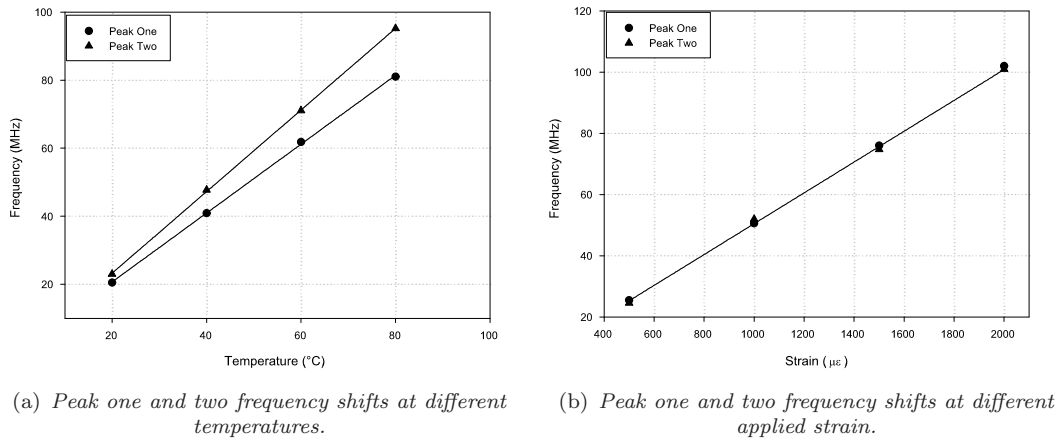 100
80
60
40
20
Frequency (MHz)
Peak One
Peak Two
20
40
60
80
100
Temperature (°C)
(a) Peak one and two frequency shifts at different
temperatures.
120
100
80
60
40
20
Frequency (MHz)
Peak One
Peak Two
400
600
800
1000
1200
1400
1600
1800
2000
Strain ( με )
(b) Peak one and two frequency shifts at different
applied strain.